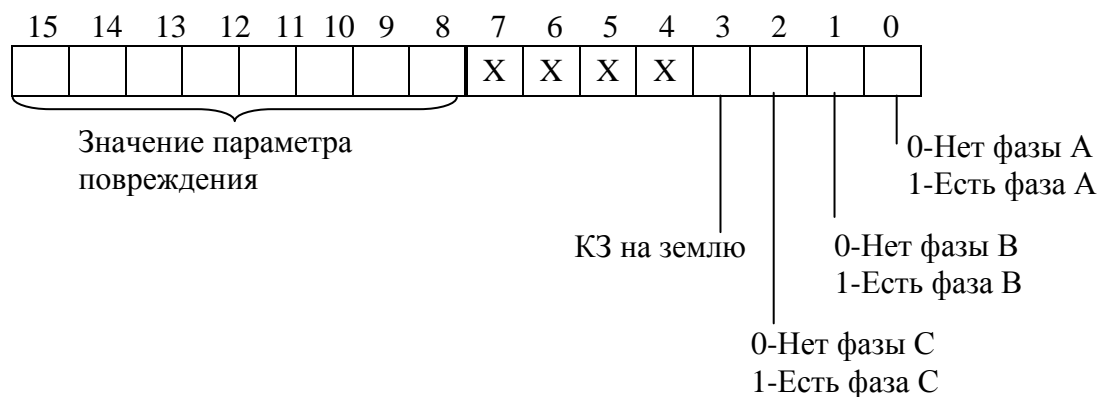 15 14 13 12 11 10 9 8 7 6 5 4 3 2 1 0
X X X X
Значение параметра
повреждения
0-Нет фазы А
1-Есть фаза А
КЗ на землю
0-Нет фазы В
1-Есть фаза В
0-Нет фазы С
1-Есть фаза С